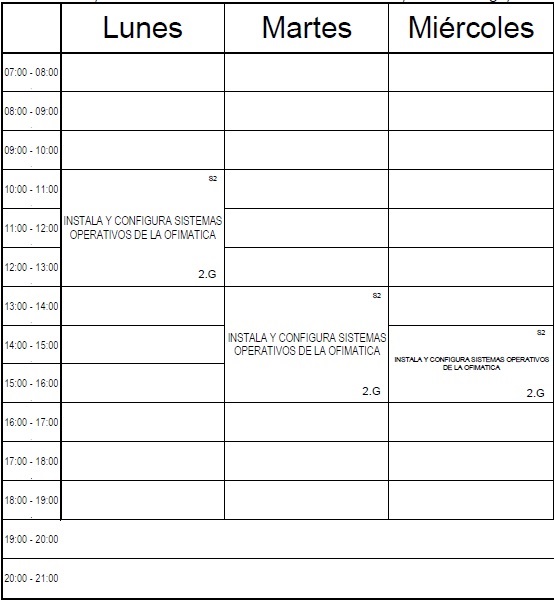 Lunes Martes Miércoles
07:00 - 08:00
08:00 - 09:00
09:00 - 10:00
S2
10:00 - 11:00
11:00 - 12:00
INSTALA Y CONFIGURA SISTEMAS
OPERATIVOS DE LA OFIMATICA
12:00 - 13:00
2.G
13:00 - 14:00
S2
14:00 - 15:00
INSTALA Y CONFIGURA SISTEMAS
OPERATIVOS DE LA OFIMATICA
S2
INSTALA Y CONFIGURA SISTEMAS OPERATIVOS
DE LA OFIMATICA
15:00 - 16:00
2.G
2.G
16:00 - 17:00
17:00 - 18:00
18:00 - 19:00
19:00 - 20:00
20:00 - 21:00